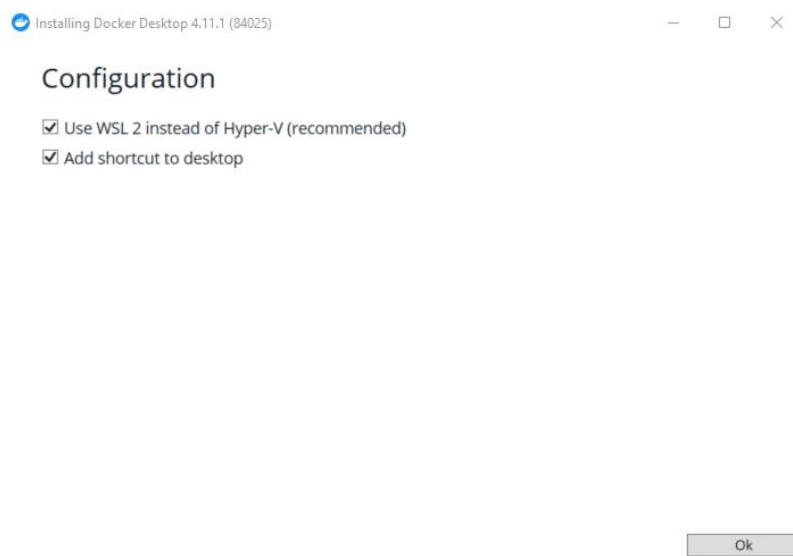 Installing Docker Desktop 4.11.1 (84025)
Configuration
Use WSL 2 instead of Hyper-V (recommended)
Add shortcut to desktop
Ok